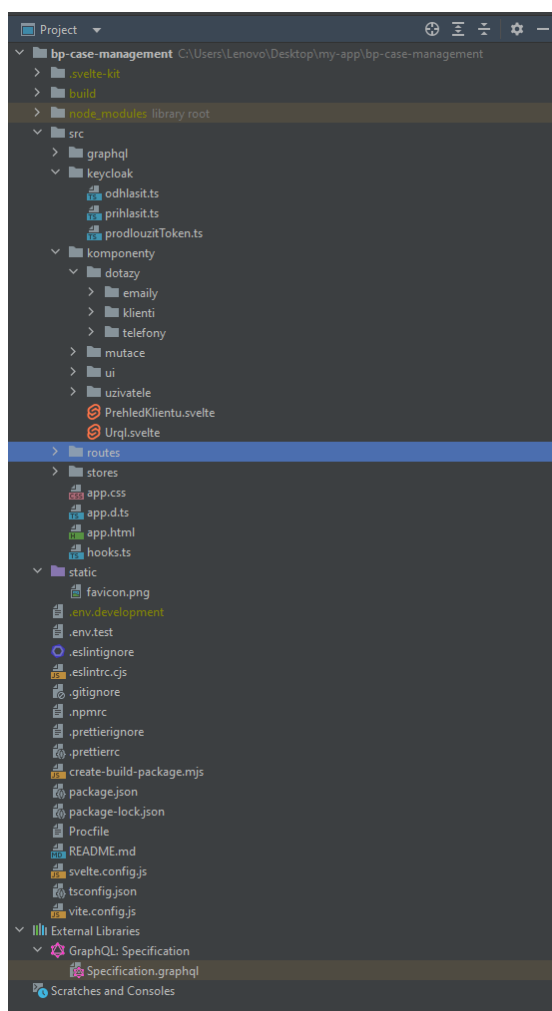 Project
bp-case-management C:\Users\Lenovo\Desktop\my-app\bp-case-management
.svelte-kit
build
node_modules library root
src
graphql
keycloak
odhlasit.ts
prihlasit.ts
prodlouzitToken.ts
komponenty
dotazy
emaily
klienti
telefony
mutace
ui
uzivatele
PrehledKlientu.svelte
Urql.svelte
routes
stores
app.css
app.d.ts
app.html
hooks.ts
static
favicon.png
.env.development
.env.test
.eslintignore
.eslintrc.cjs
.gitignore
.npmrc
.prettierignore
.prettierrc
create-build-package.mjs
package.json
package-lock.json
Procfile
README.md
svelte.config.js
tsconfig.json
vite.config.js
External Libraries
GraphQL: Specification
Specification.graphql
Scratches and Consoles